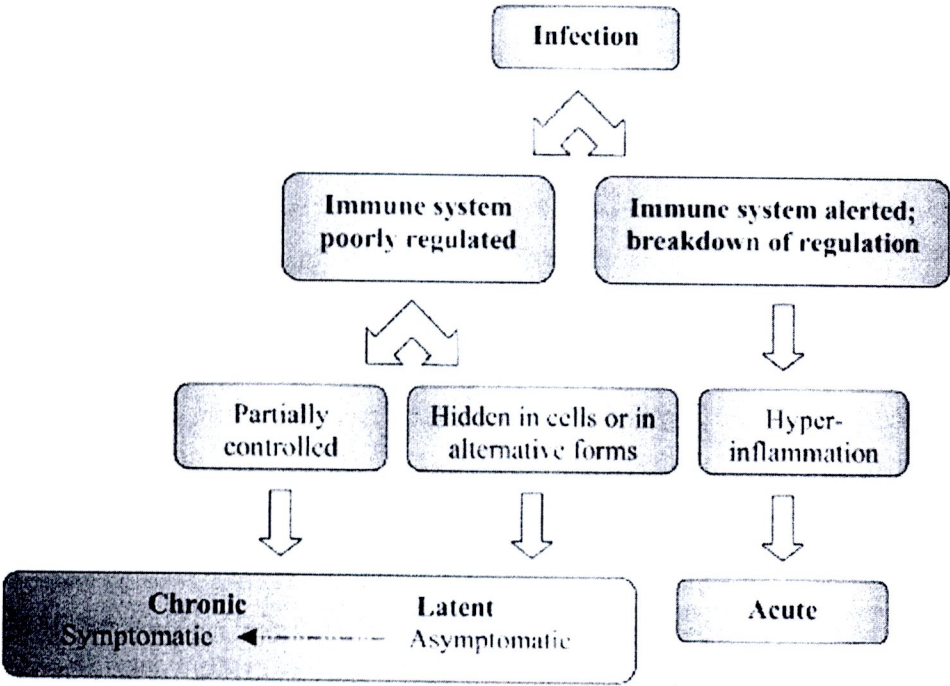 Infection
Immune system
poorly regulated
Immune system alerted;
breakdown of regulation
Partially
controlled
Hidden in cells or in
alternative forms
Hyper-
inflammation
Chronic
Symptomatic
Latent
Asymptomatic
Acute